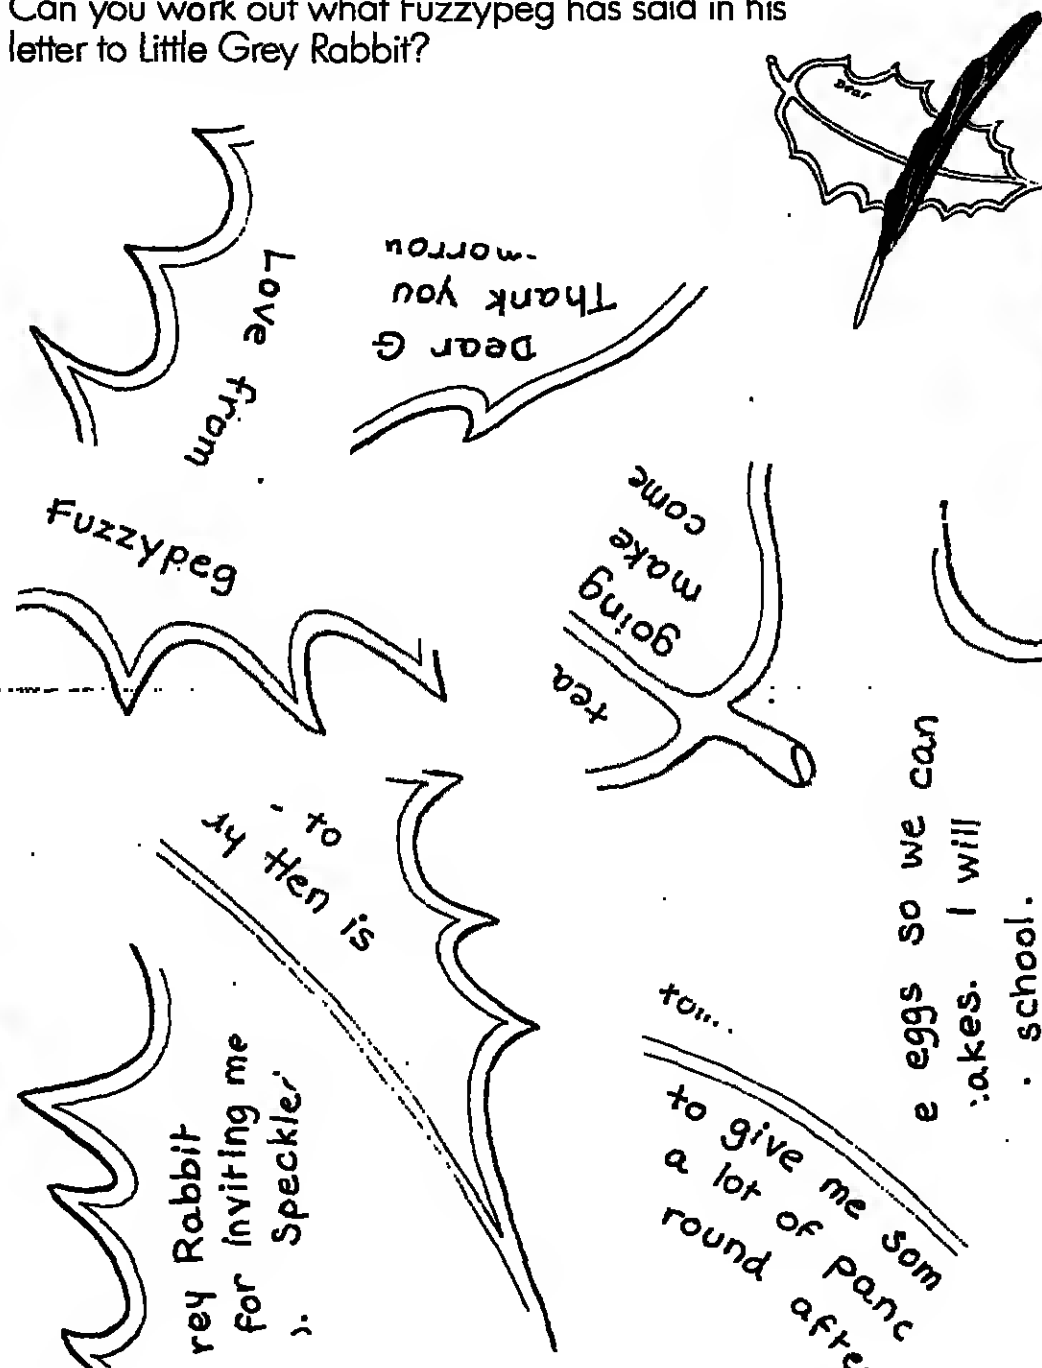 Can you work out what Fuzzypeg has said in his
letter to Little Grey Rabbit?
Dear
Love from
Dear G
Thank you
-morrow
Fuzzypeg
come
make
going
tea
to
Hen is
rey Rabbit
for inviting me
Speckle
to....
to give me som
a lot of panc
round afte
e eggs so we can
akes. I will
school.